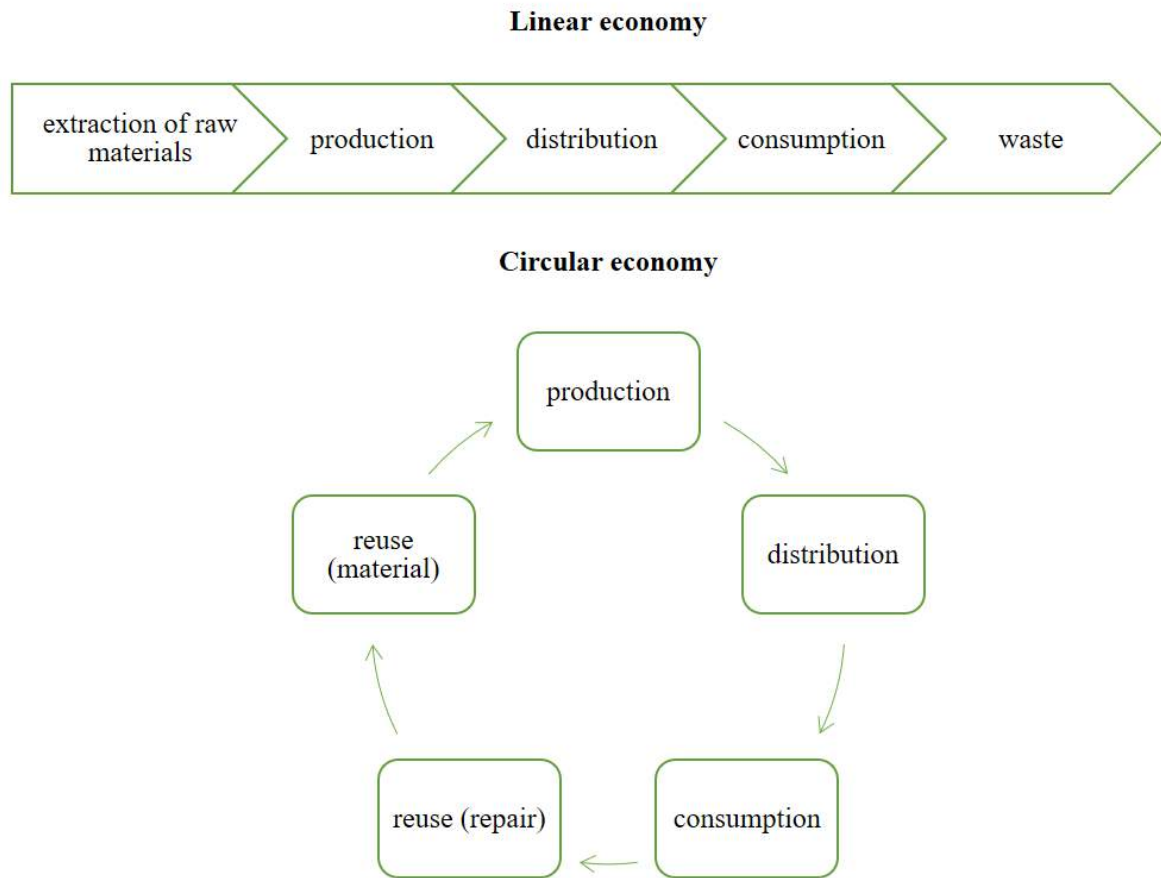 Linear economy
extraction of raw
materials
production
distribution
consumption
waste
Circular economy
production
distribution
consumption
reuse (repair)
reuse
(material)